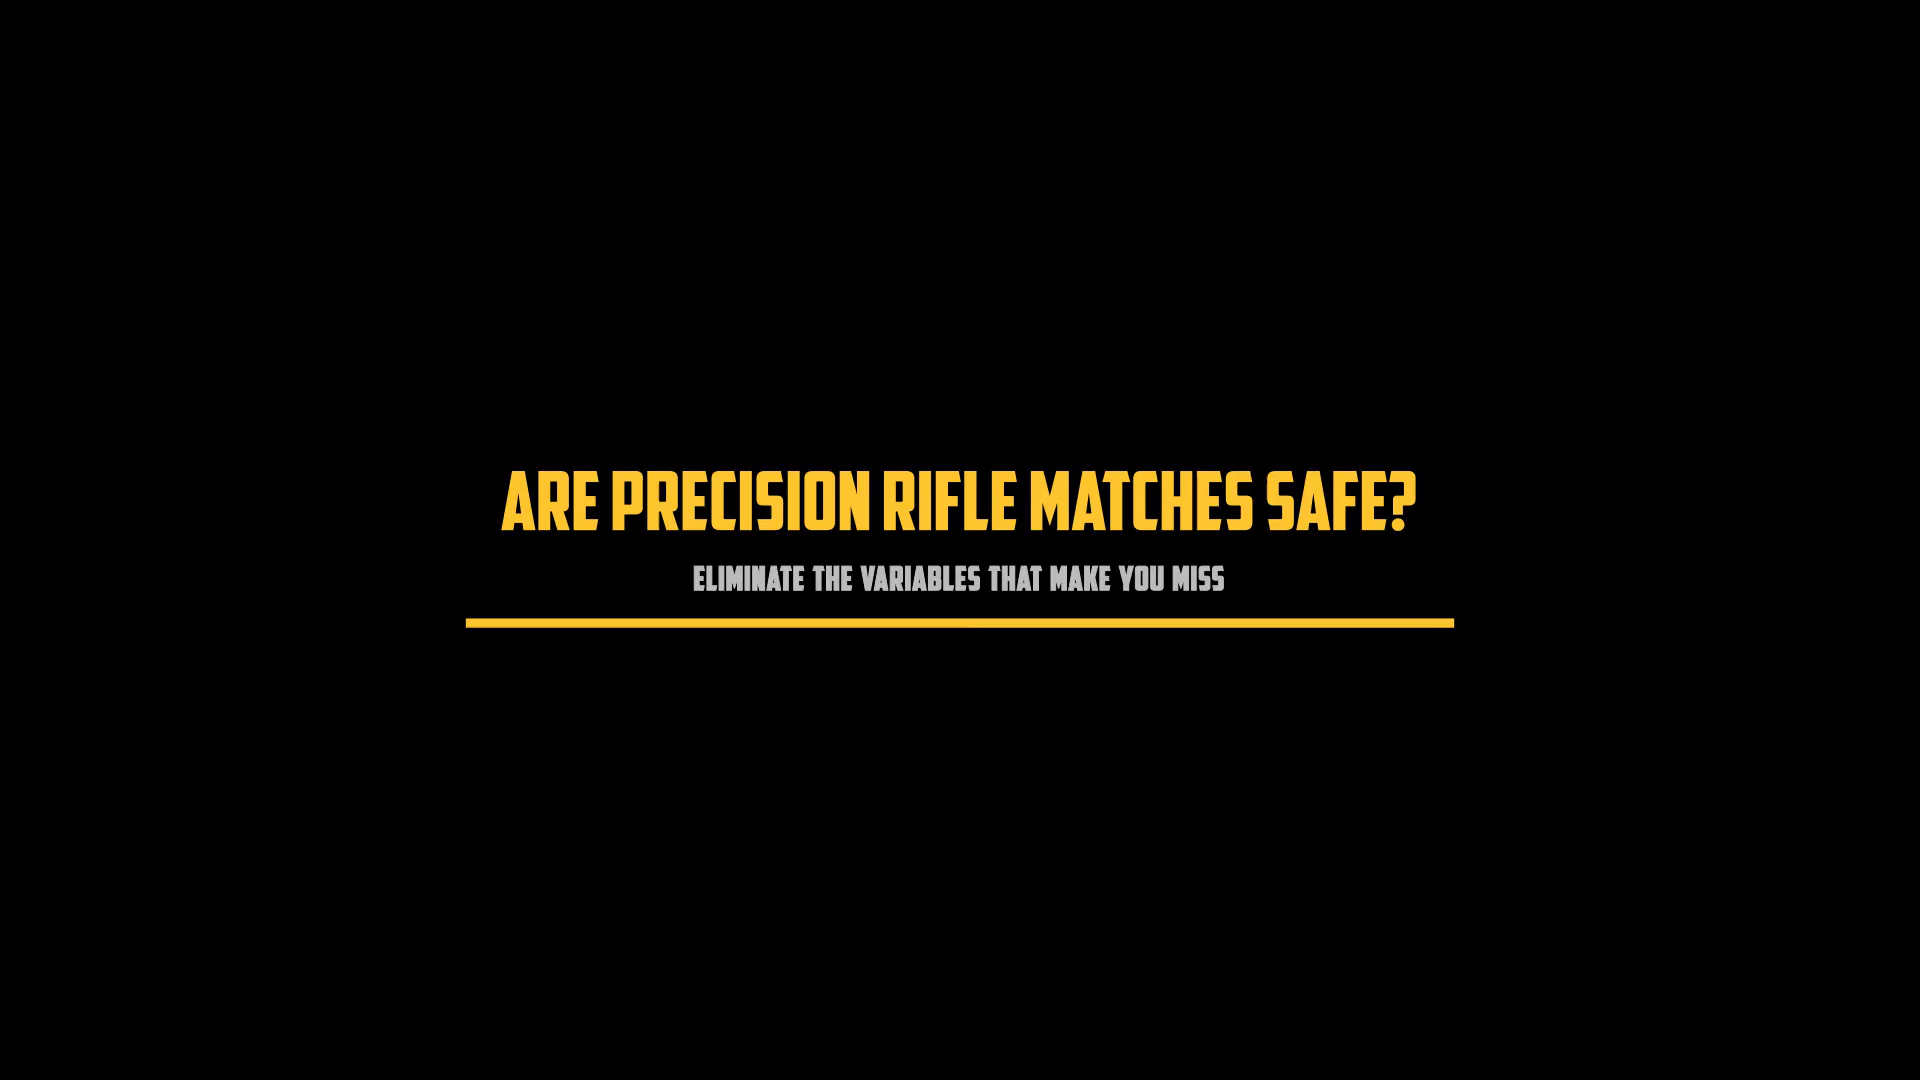 ARE PRECISION RIFLE MATCHES SAFE?
ELIMINATE THE VARIABLES THAT MAKE YOU MISS